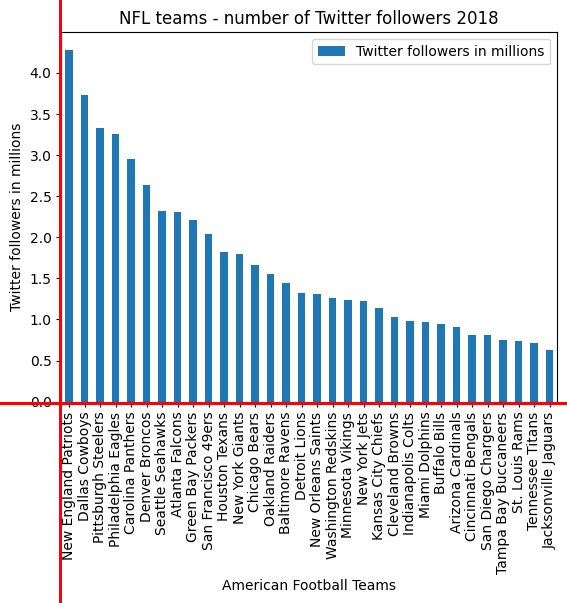 NFL teams - number of Twitter followers 2018
Twitter followers in millions
Twitter followers in millions
4.0
3.5
3.0
2.5
2.0
1.5
1.0
0.5
0.0
New England Patriots
Dallas Cowboys
Pittsburgh Steelers
Philadelphia Eagles
Carolina Panthers
Denver Broncos
Seattle Seahawks
Atlanta Falcons
Green Bay Packers
San Francisco 49ers
Houston Texans
New York Giants
Chicago Bears
Oakland Raiders
Baltimore Ravens
Detroit Lions
New Orleans Saints
Washington Redskins
Minnesota Vikings
New York Jets
Kansas City Chiefs
Cleveland Browns
Indianapolis Colts
Miami Dolphins
Buffalo Bills
Arizona Cardinals
Cincinnati Bengals
San Diego Chargers
Tampa Bay Buccaneers
St. Louis Rams
Tennessee Titans
Jacksonville Jaguars
American Football Teams